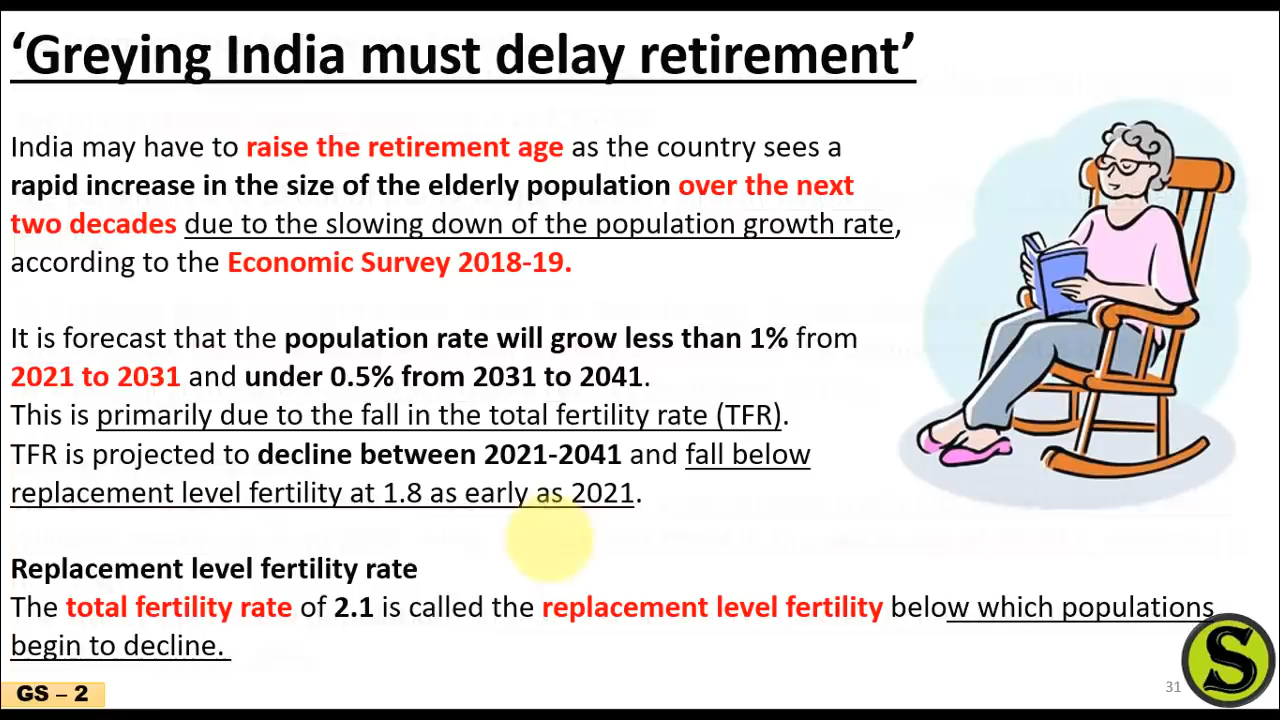 ‘Greying India must delay retirement’
India may have to raise the retirement age as the country sees a
rapid increase in the size of the elderly population over the next
two decades due to the slowing down of the population growth rate,
according to the Economic Survey 2018-19.
It is forecast that the population rate will grow less than 1% from
2021 to 2031 and under 0.5% from 2031 to 2041.
This is primarily due to the fall in the total fertility rate (TFR).
TFR is projected to decline between 2021-2041 and fall below
replacement level fertility at 1.8 as early as 2021.
Replacement level fertility rate
The total fertility rate of 2.1 is called the replacement level fertility below which populations
begin to decline.
GS – 2
31
S